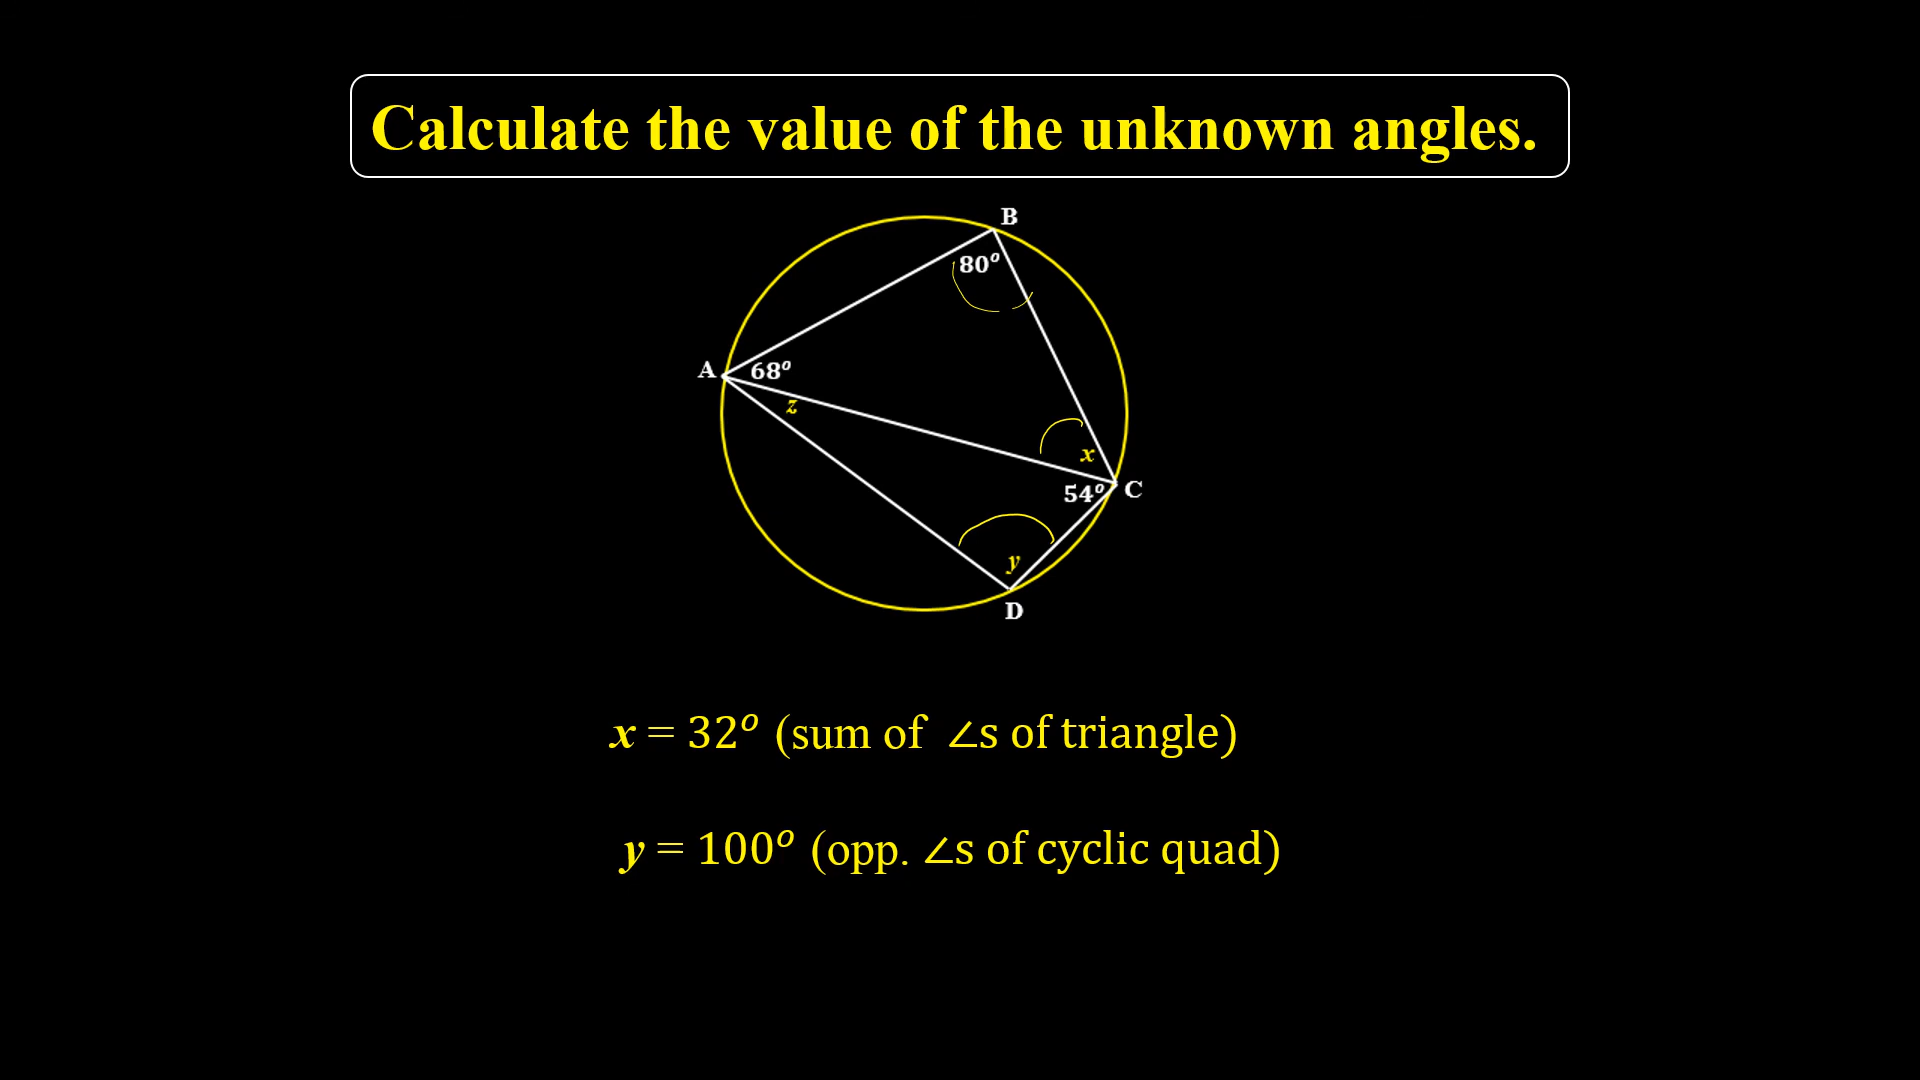 Calculate the value of the unknown angles.
B
80°
A 68°
z
x
54° C
y
D
x = 32° (sum of ∠s of triangle)
y = 100° (opp. ∠s of cyclic quad)